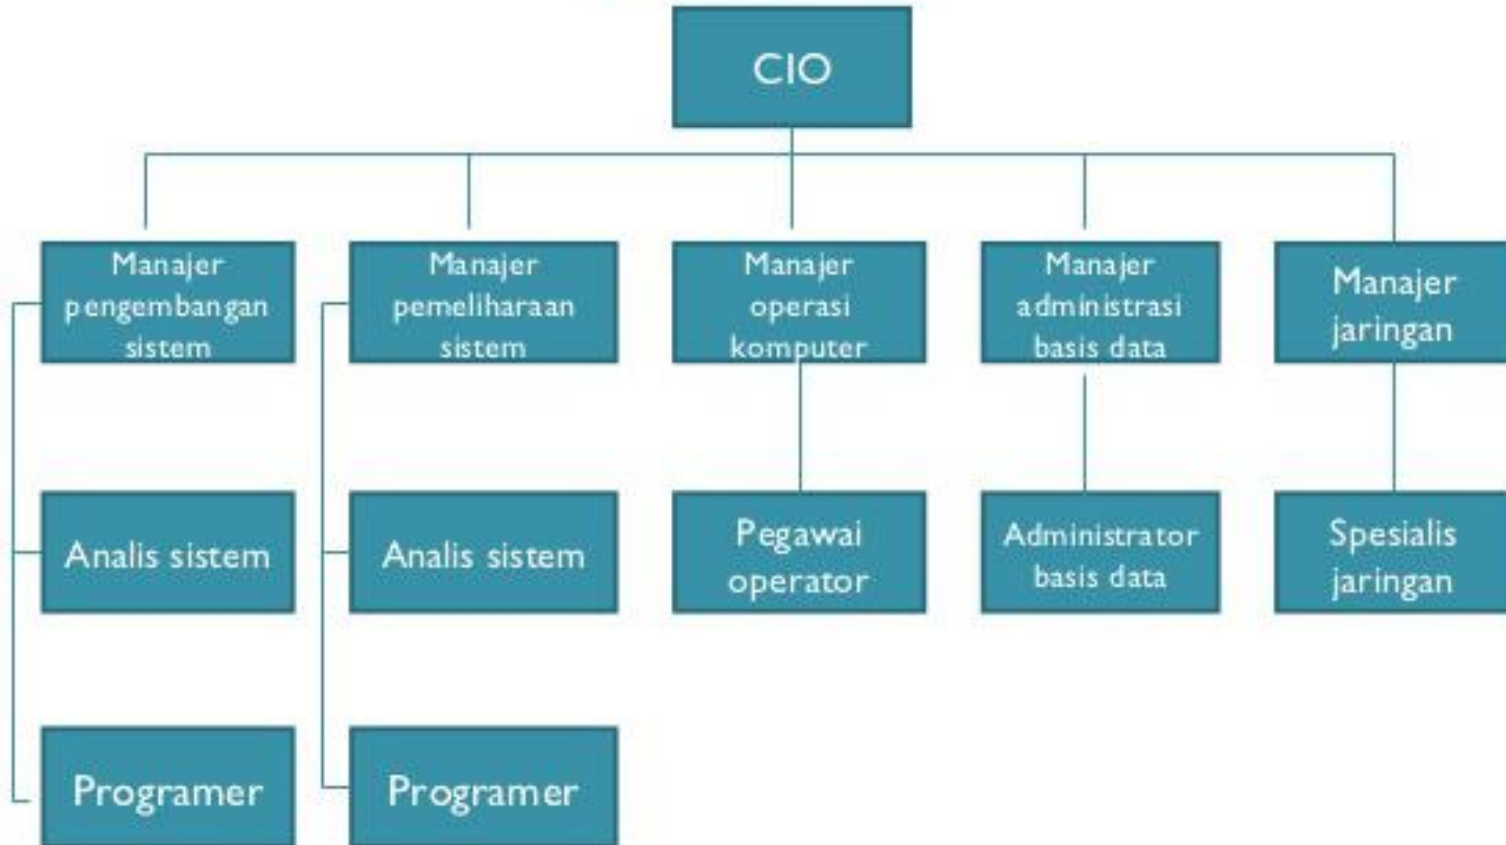 CIO
Manajer
pengembangan
sistem
Manajer
pemeliharaan
sistem
Manajer
operasi
komputer
Manajer
administrasi
basis data
Manajer
jaringan
Analis sistem
Analis sistem
Pegawai
operator
Administrator
basis data
Spesialis
jaringan
Programer
Programer